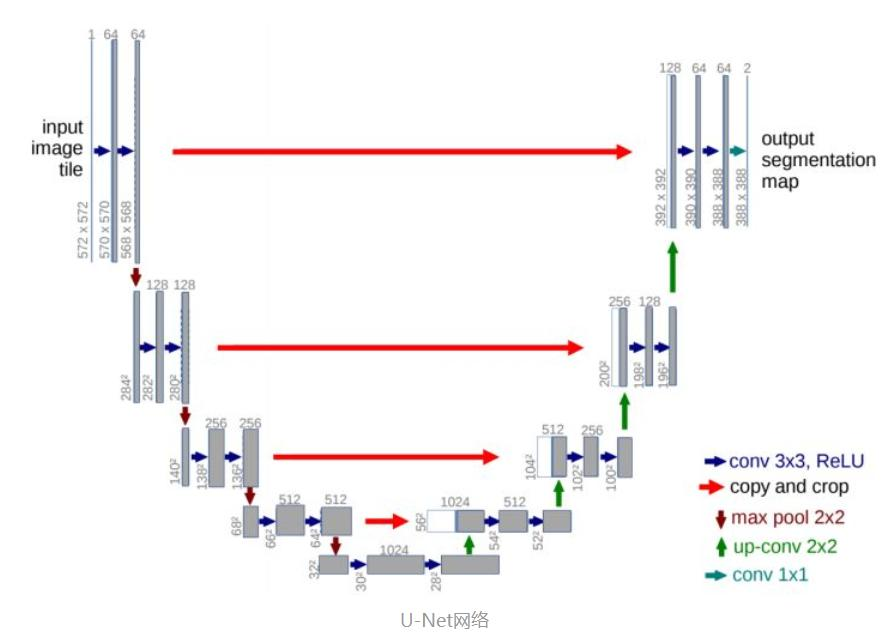 1 64 64
128 64 64 2
input
image
tile
output
segmentation
map
572 x 572
570 x 570
568 x 568
392 x 392
390 x 390
388 x 388
388 x 388
128 128
256 128
284²
282²
280²
200²
198²
196²
256 256
512 256
140²
138²
136²
104²
102²
100²
conv 3x3, ReLU
copy and crop
max pool 2x2
up-conv 2x2
conv 1x1
512 512
1024 512
68²
66²
64²
56²
54²
52²
1024
32²
30²
28²
U-Net网络